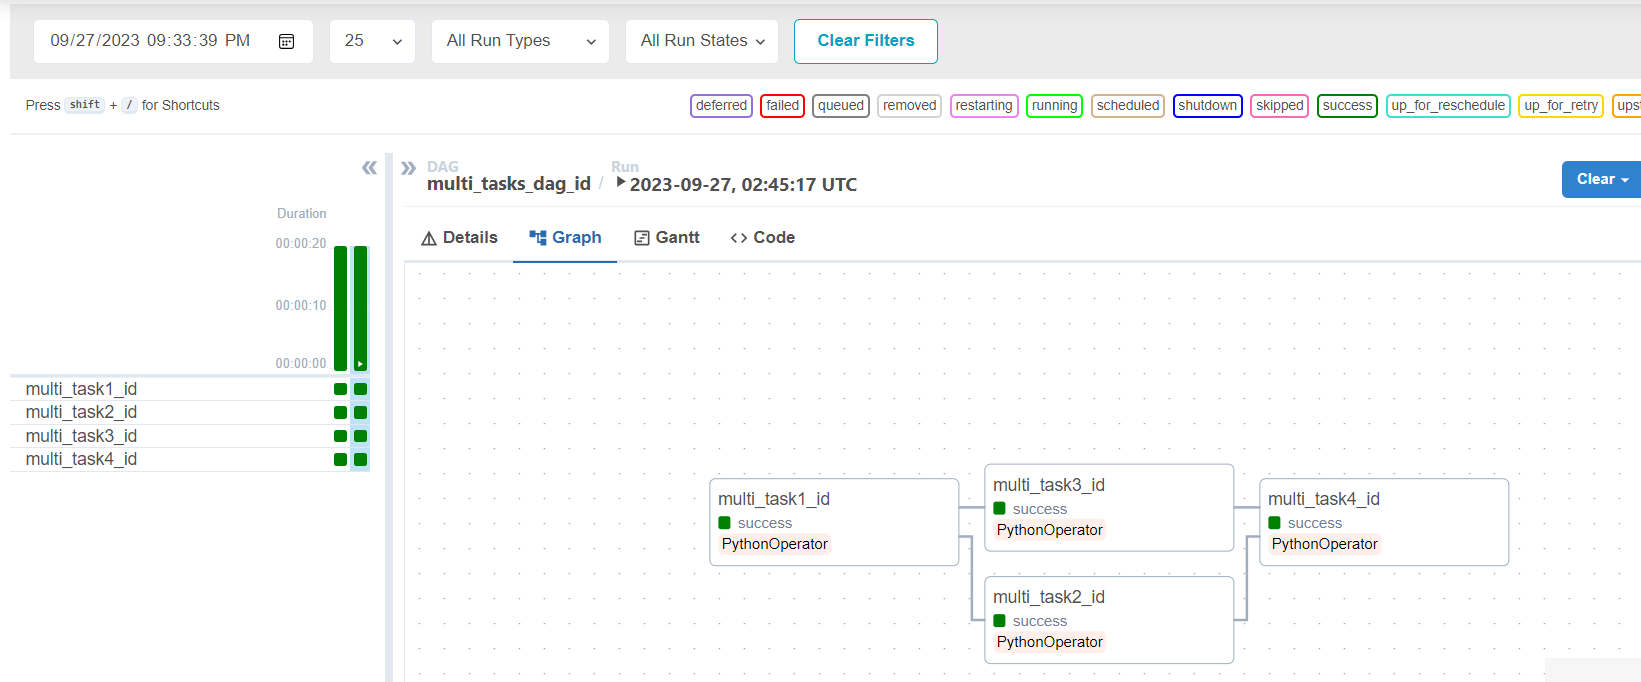 09/27/2023 09:33:39 PM 25 All Run Types All Run States Clear Filters
Press shift + / for Shortcuts deferred failed queued removed restarting running scheduled shutdown skipped success up_for_reschedule up_for_retry upst
DAG Run
multi_tasks_dag_id / 2023-09-27, 02:45:17 UTC
Clear
Duration
00:00:20
00:00:10
00:00:00
multi_task1_id
multi_task2_id
multi_task3_id
multi_task4_id
Details Graph Gantt Code
multi_task1_id
success
PythonOperator
multi_task3_id
success
PythonOperator
multi_task2_id
success
PythonOperator
multi_task4_id
success
PythonOperator